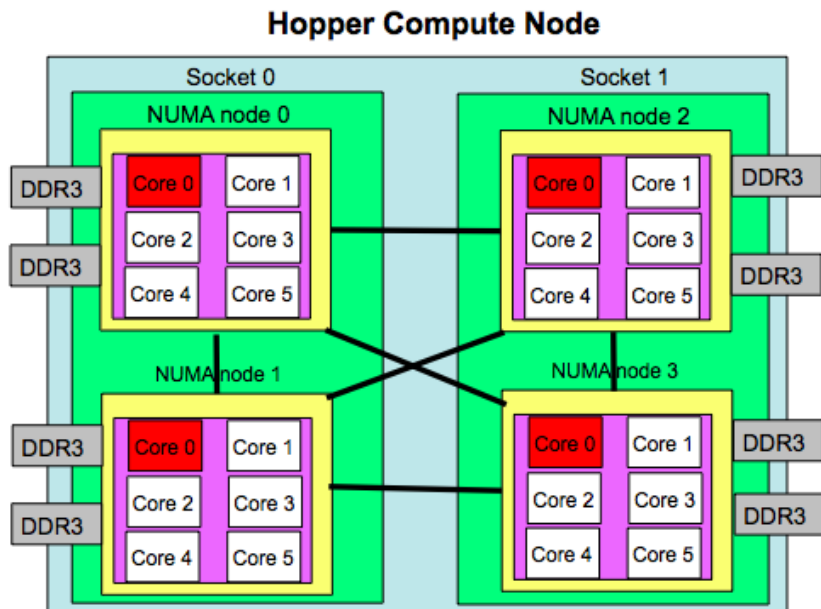 Hopper Compute Node
Socket 0
Socket 1
NUMA node 0
NUMA node 2
DDR3
Core 0 Core 1
Core 0 Core 1
DDR3
Core 2 Core 3
Core 2 Core 3
DDR3
DDR3
Core 4 Core 5
Core 4 Core 5
NUMA node 1
NUMA node 3
DDR3
Core 0 Core 1
Core 0 Core 1
DDR3
Core 2 Core 3
Core 2 Core 3
DDR3
DDR3
Core 4 Core 5
Core 4 Core 5